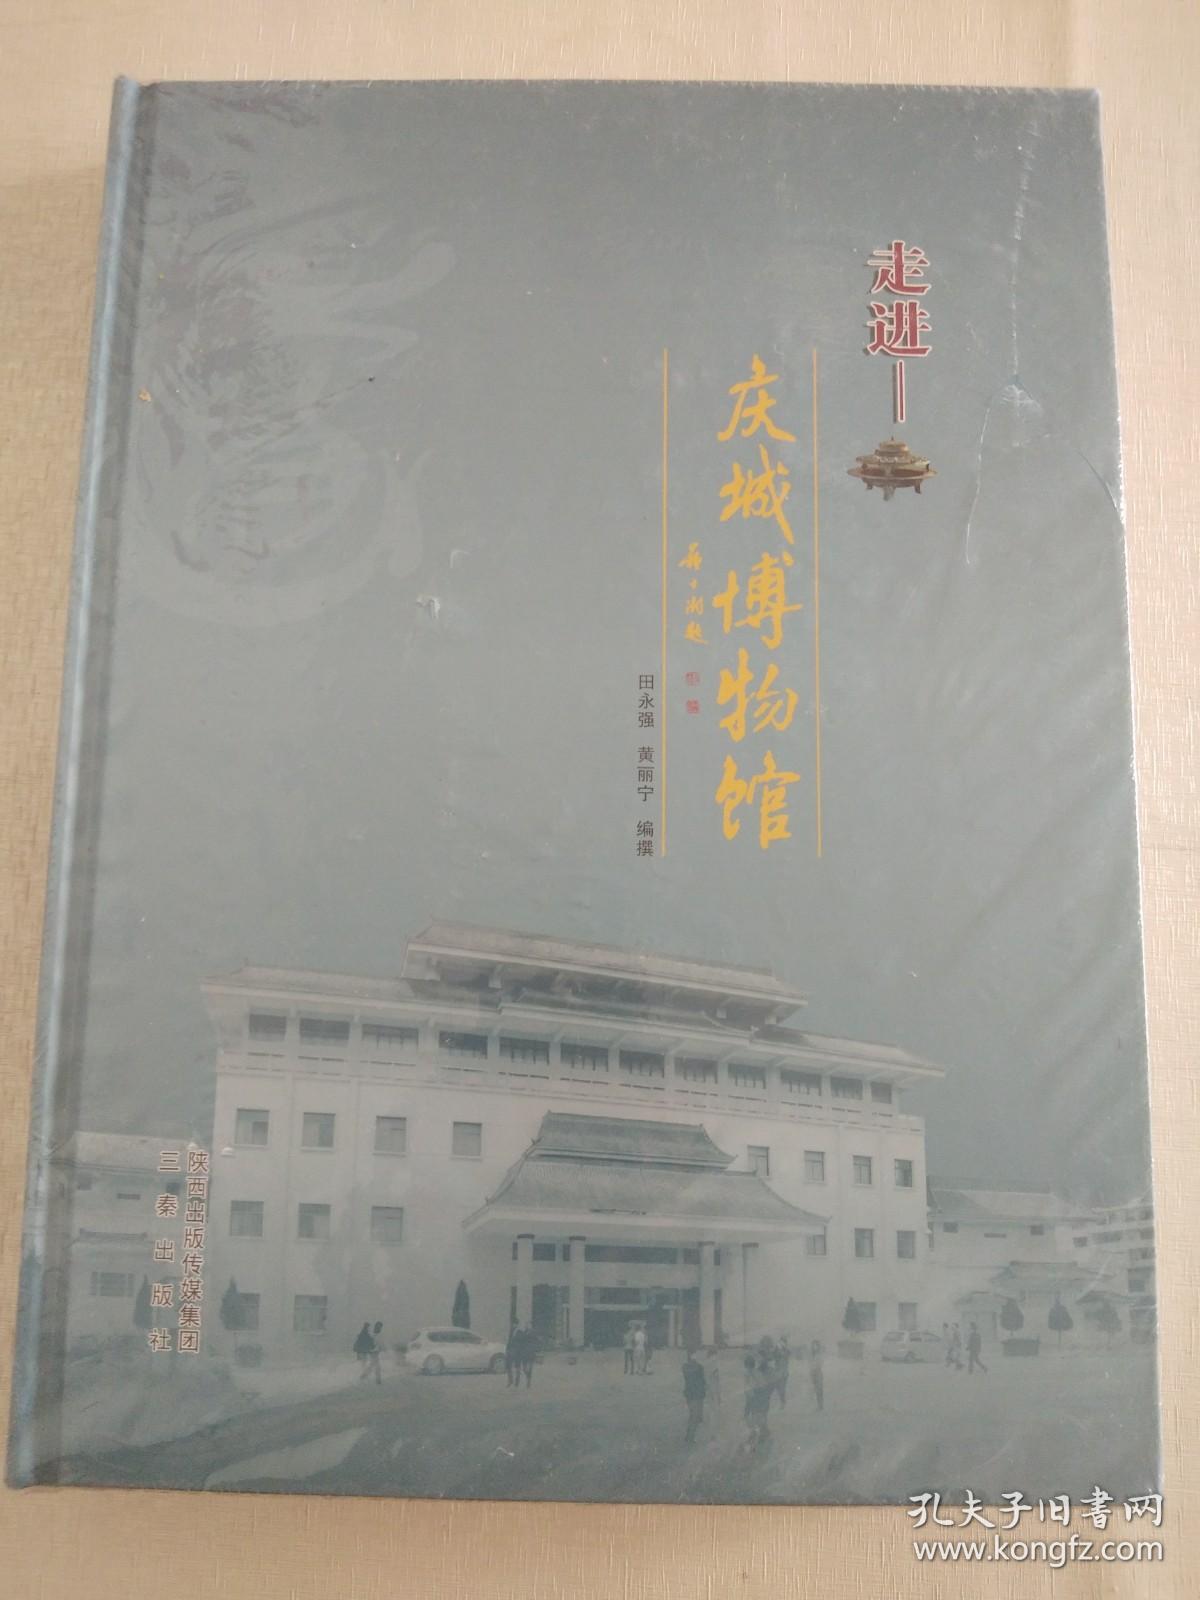 走进
庆城博物馆
田永强 黄丽宁 编撰
陕西出版传媒集团
三秦出版社
孔夫子旧书网
www.kongfz.com